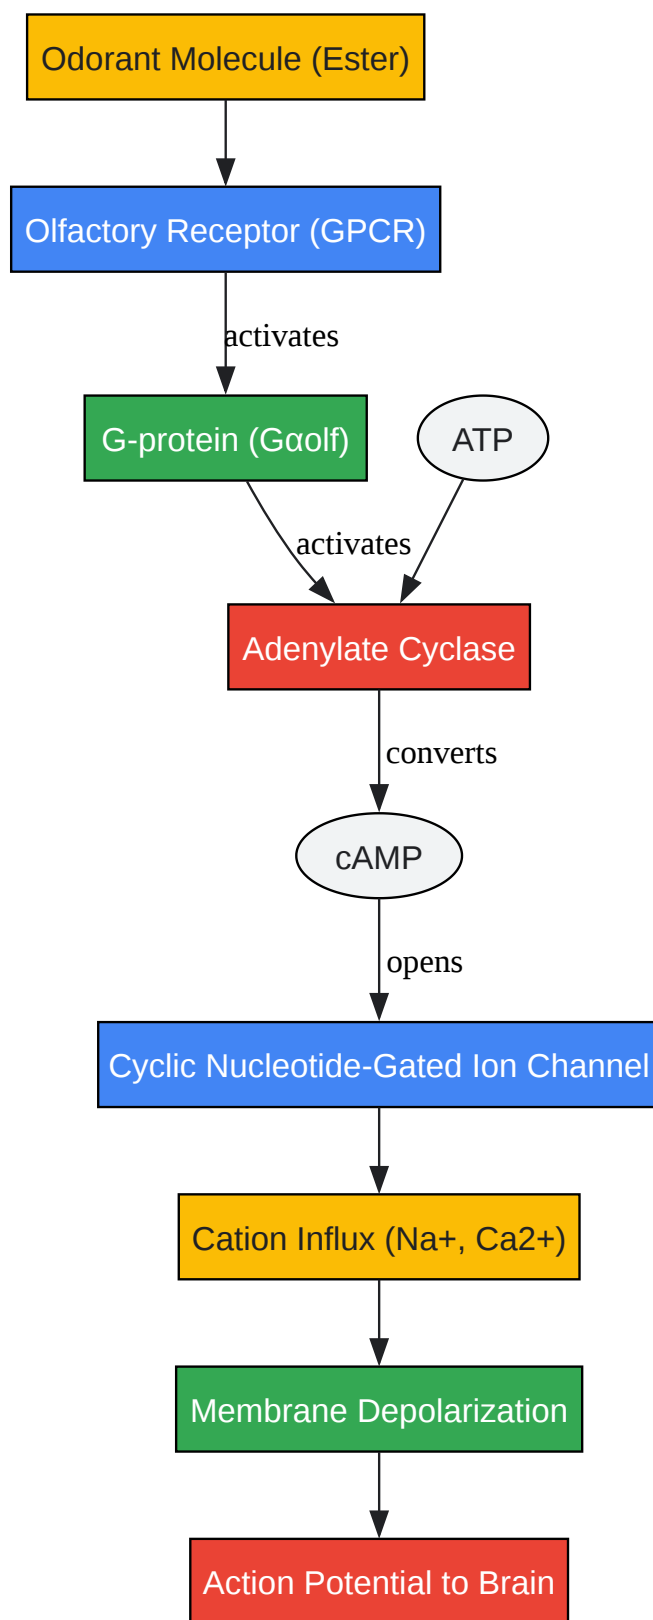 Odorant Molecule (Ester)
Olfactory Receptor (GPCR)
activates
G-protein (Gαolf)
ATP
activates
Adenylate Cyclase
converts
cAMP
opens
Cyclic Nucleotide-Gated Ion Channel
Cation Influx (Na+, Ca2+)
Membrane Depolarization
Action Potential to Brain